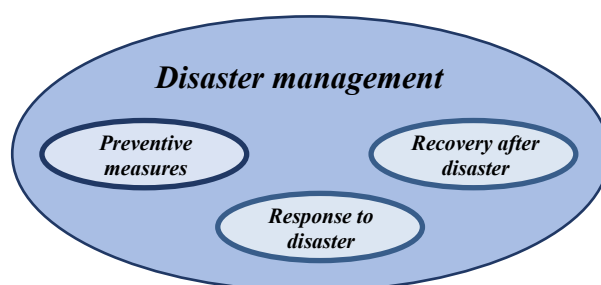 Disaster management
Preventive
measures
Recovery after
disaster
Response to
disaster